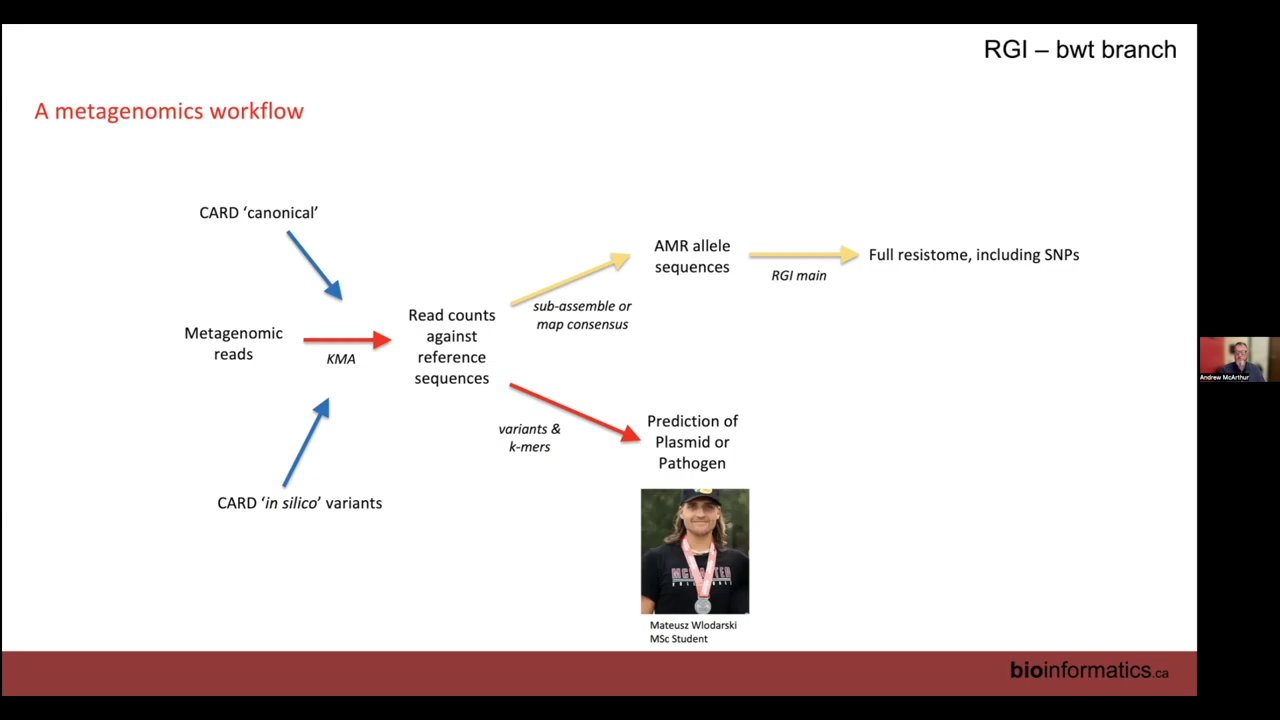 RGI – bwt branch
A metagenomics workflow
CARD ‘canonical’
Metagenomic
reads
KMA
CARD ‘in silico’ variants
Read counts
against
reference
sequences
sub-assemble or
map consensus
AMR allele
sequences
RGI main
Full resistome, including SNPs
variants &
k-mers
Prediction of
Plasmid or
Pathogen
Mateusz Wlodarski
MSc Student
bioinformatics.ca
Andrew McArthur